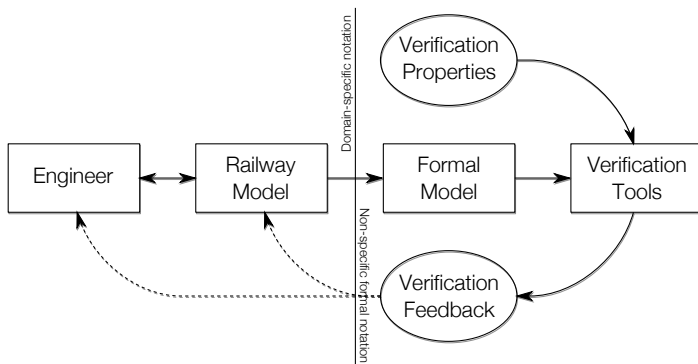 Verification
Properties
Domain-specific notation
Engineer
Railway
Model
Formal
Model
Verification
Tools
Non-specific formal notation
Verification
Feedback